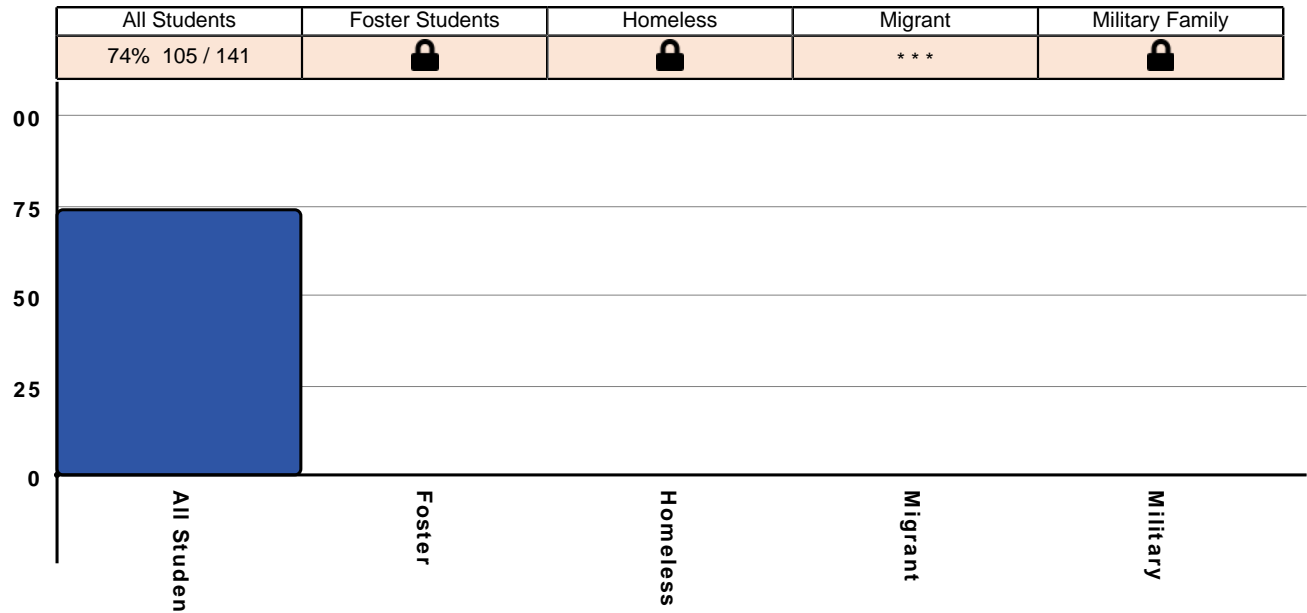 All Students Foster Students Homeless Migrant Military Family
74% 105 / 141 * * *
00
75
50
25
0
All Studen
Foster
Homeless
Migrant
Military